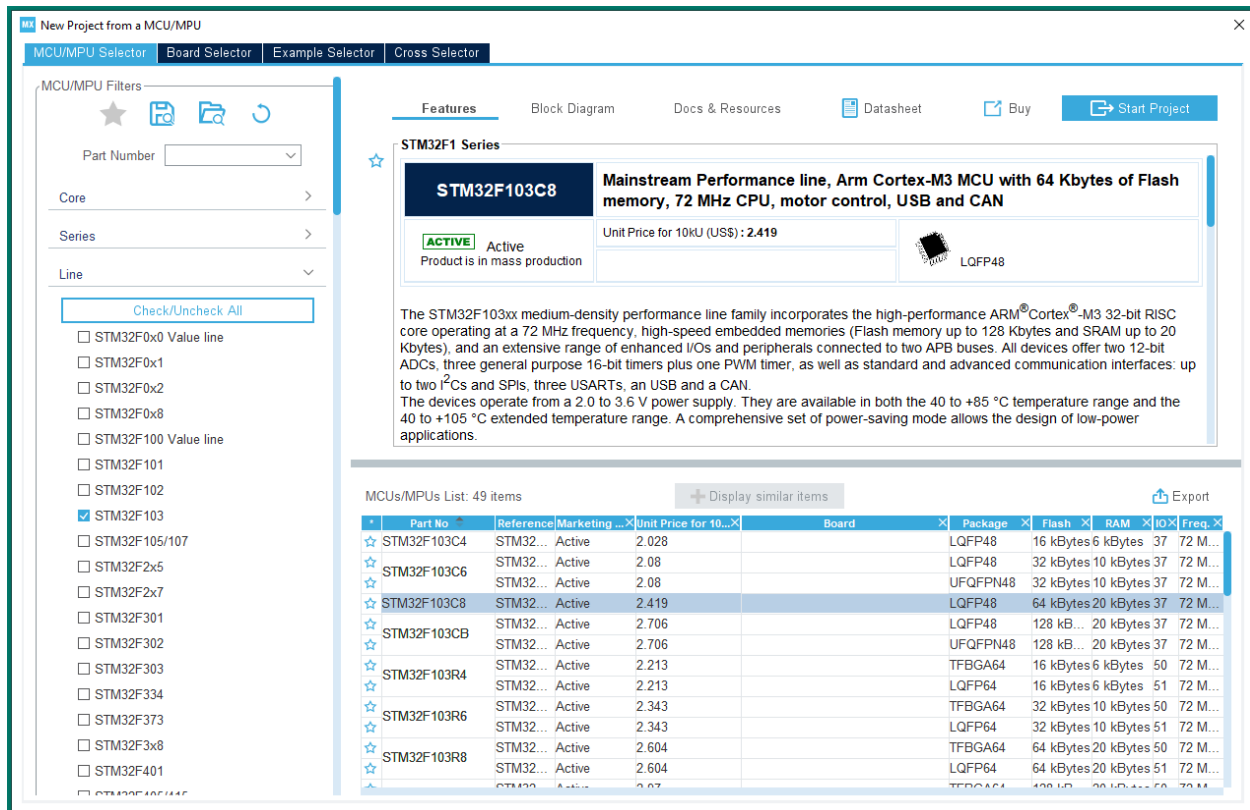 MX New Project from a MCU/MPU
MCU/MPU Selector Board Selector Example Selector Cross Selector
MCU/MPU Filters
Part Number
Core
Series
Line
Check/Uncheck All
STM32F0x0 Value line
STM32F0x1
STM32F0x2
STM32F0x8
STM32F100 Value line
STM32F101
STM32F102
STM32F103
STM32F105/107
STM32F2x5
STM32F2x7
STM32F301
STM32F302
STM32F303
STM32F334
STM32F373
STM32F3x8
STM32F401
STM32F405/415
Features Block Diagram Docs & Resources Datasheet Buy Start Project
STM32F1 Series
STM32F103C8
Mainstream Performance line, Arm Cortex-M3 MCU with 64 Kbytes of Flash
memory, 72 MHz CPU, motor control, USB and CAN
ACTIVE Active
Product is in mass production
Unit Price for 10kU (US$) : 2.419
LQFP48
The STM32F103xx medium-density performance line family incorporates the high-performance ARM®Cortex®-M3 32-bit RISC
core operating at a 72 MHz frequency, high-speed embedded memories (Flash memory up to 128 Kbytes and SRAM up to 20
Kbytes), and an extensive range of enhanced I/Os and peripherals connected to two APB buses. All devices offer two 12-bit
ADCs, three general purpose 16-bit timers plus one PWM timer, as well as standard and advanced communication interfaces: up
to two I²Cs and SPIs, three USARTs, an USB and a CAN.
The devices operate from a 2.0 to 3.6 V power supply. They are available in both the 40 to +85 °C temperature range and the
40 to +105 °C extended temperature range. A comprehensive set of power-saving mode allows the design of low-power
applications.
MCUs/MPUs List: 49 items Display similar items Export
* Part No Reference Marketing ... Unit Price for 10... Board Package Flash RAM IO Freq.
STM32F103C4 STM32... Active 2.028 LQFP48 16 kBytes 6 kBytes 37 72 M...
STM32F103C6 STM32... Active 2.08 LQFP48 32 kBytes 10 kBytes 37 72 M...
STM32... Active 2.08 UFQFPN48 32 kBytes 10 kBytes 37 72 M...
STM32F103C8 STM32... Active 2.419 LQFP48 64 kBytes 20 kBytes 37 72 M...
STM32F103CB STM32... Active 2.706 LQFP48 128 kB... 20 kBytes 37 72 M...
STM32... Active 2.706 UFQFPN48 128 kB... 20 kBytes 37 72 M...
STM32F103R4 STM32... Active 2.213 TFBGA64 16 kBytes 6 kBytes 50 72 M...
STM32... Active 2.213 LQFP64 16 kBytes 6 kBytes 51 72 M...
STM32F103R6 STM32... Active 2.343 TFBGA64 32 kBytes 10 kBytes 50 72 M...
STM32... Active 2.343 LQFP64 32 kBytes 10 kBytes 51 72 M...
STM32F103R8 STM32... Active 2.604 TFBGA64 64 kBytes 20 kBytes 50 72 M...
STM32... Active 2.604 LQFP64 64 kBytes 20 kBytes 51 72 M...